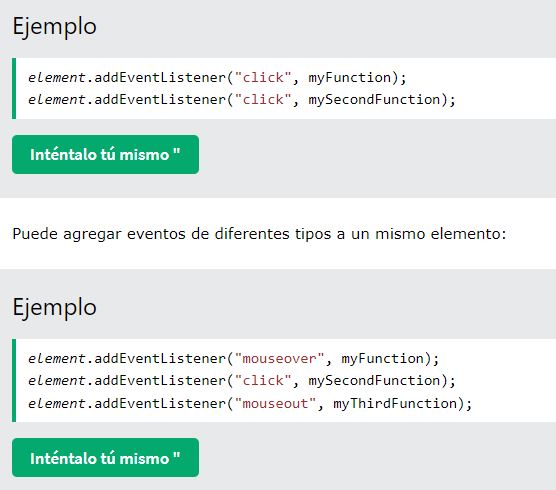 Ejemplo
element.addEventListener("click", myFunction);
element.addEventListener("click", mySecondFunction);
Inténtalo tú mismo "
Puede agregar eventos de diferentes tipos a un mismo elemento:
Ejemplo
element.addEventListener("mouseover", myFunction);
element.addEventListener("click", mySecondFunction);
element.addEventListener("mouseout", myThirdFunction);
Inténtalo tú mismo "